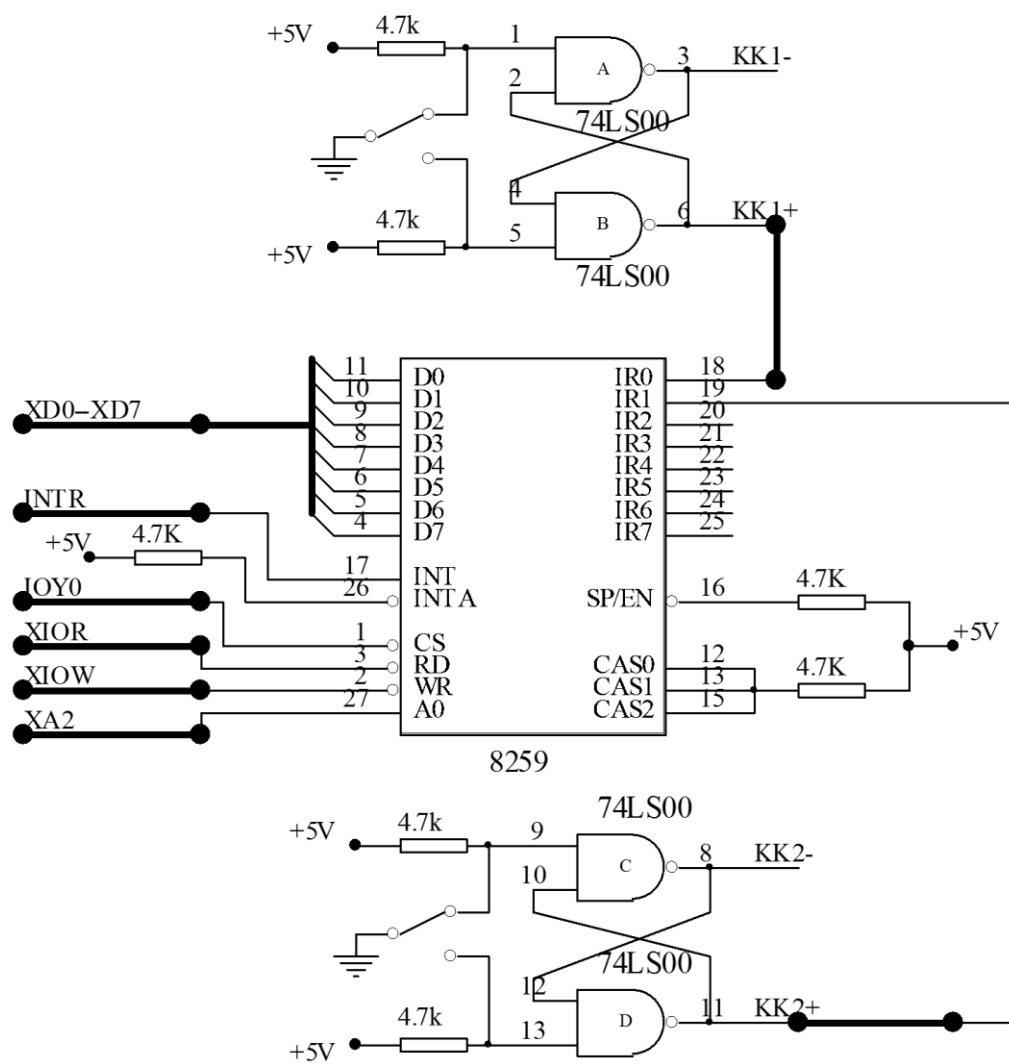 +5V 4.7k 1 A 3 KK1-
2
74LS00
4
+5V 4.7k 5 B 6 KK1+
74LS00
11 D0 IR0 18
10 D1 IR1 19
XD0–XD7 9 D2 IR2 20
8 D3 IR3 21
7 D4 IR4 22
6 D5 IR5 23
INTR 5 D6 IR6 24
4 D7 IR7 25
+5V 4.7K
17 INT
26 INTA SP/EN 16 4.7K
IOY0
1 CS +5V
XIOR 3 RD CAS0 12
XIOW 2 WR CAS1 13 4.7K
XA2 27 A0 CAS2 15
8259
74LS00
+5V 4.7k 9 C 8 KK2-
10
74LS00
12
+5V 4.7k 13 D 11 KK2+